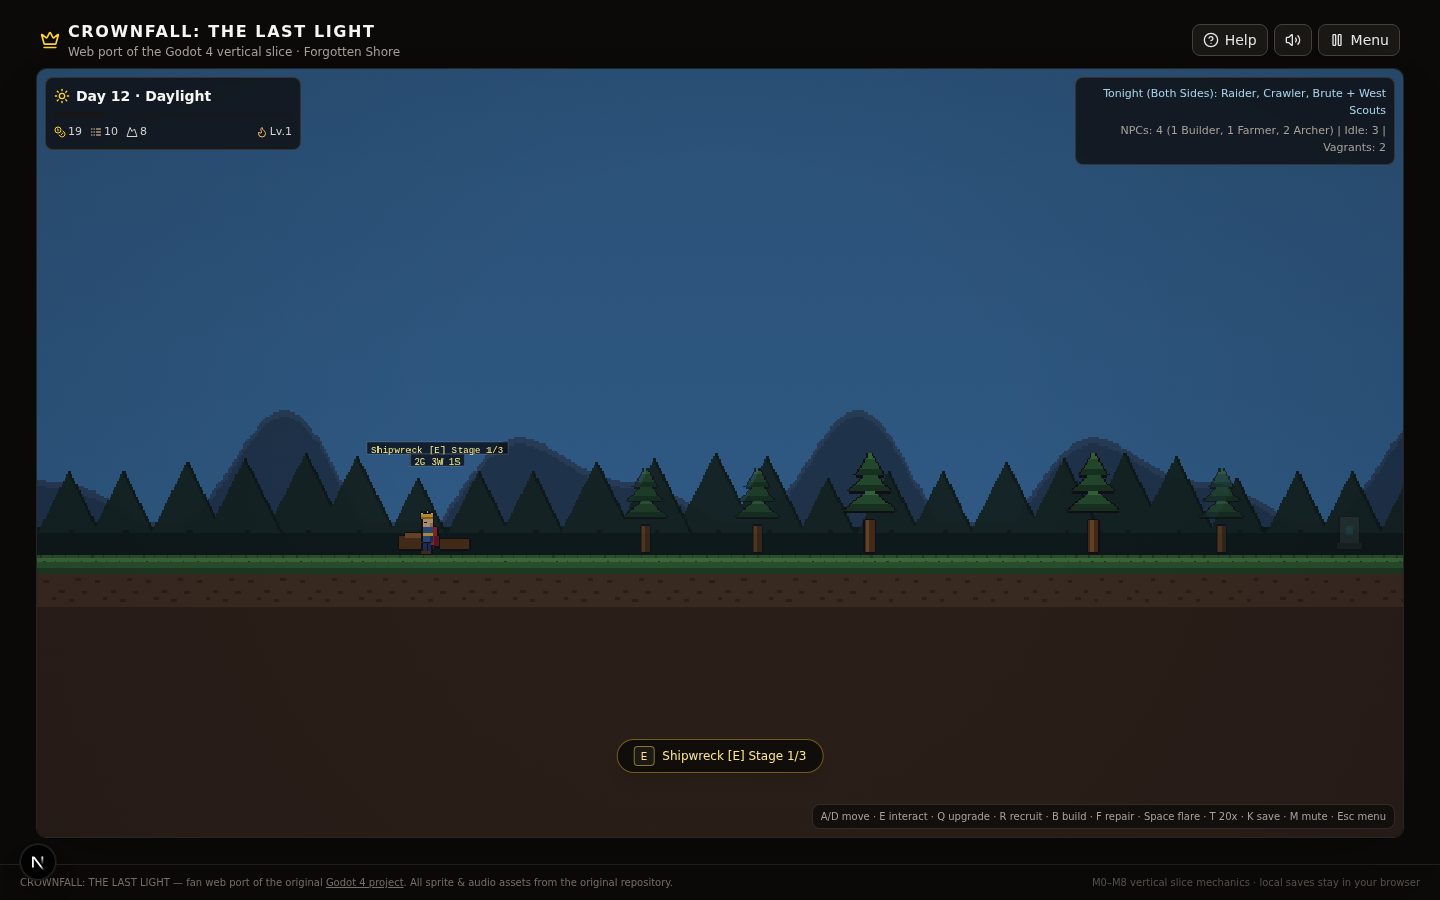 CROWNFALL: THE LAST LIGHT
Web port of the Godot 4 vertical slice · Forgotten Shore
Help
Menu
Day 12 · Daylight
19 10 8 Lv.1
Tonight (Both Sides): Raider, Crawler, Brute + West
Scouts
NPCs: 4 (1 Builder, 1 Farmer, 2 Archer) | Idle: 3 |
Vagrants: 2
Shipwreck [E] Stage 1/3
2G 3W 1S
E Shipwreck [E] Stage 1/3
A/D move · E interact · Q upgrade · R recruit · B build · F repair · Space flare · T 20x · K save · M mute · Esc menu
N
CROWNFALL: THE LAST LIGHT — fan web port of the original Godot 4 project. All sprite & audio assets from the original repository.
M0–M8 vertical slice mechanics · local saves stay in your browser